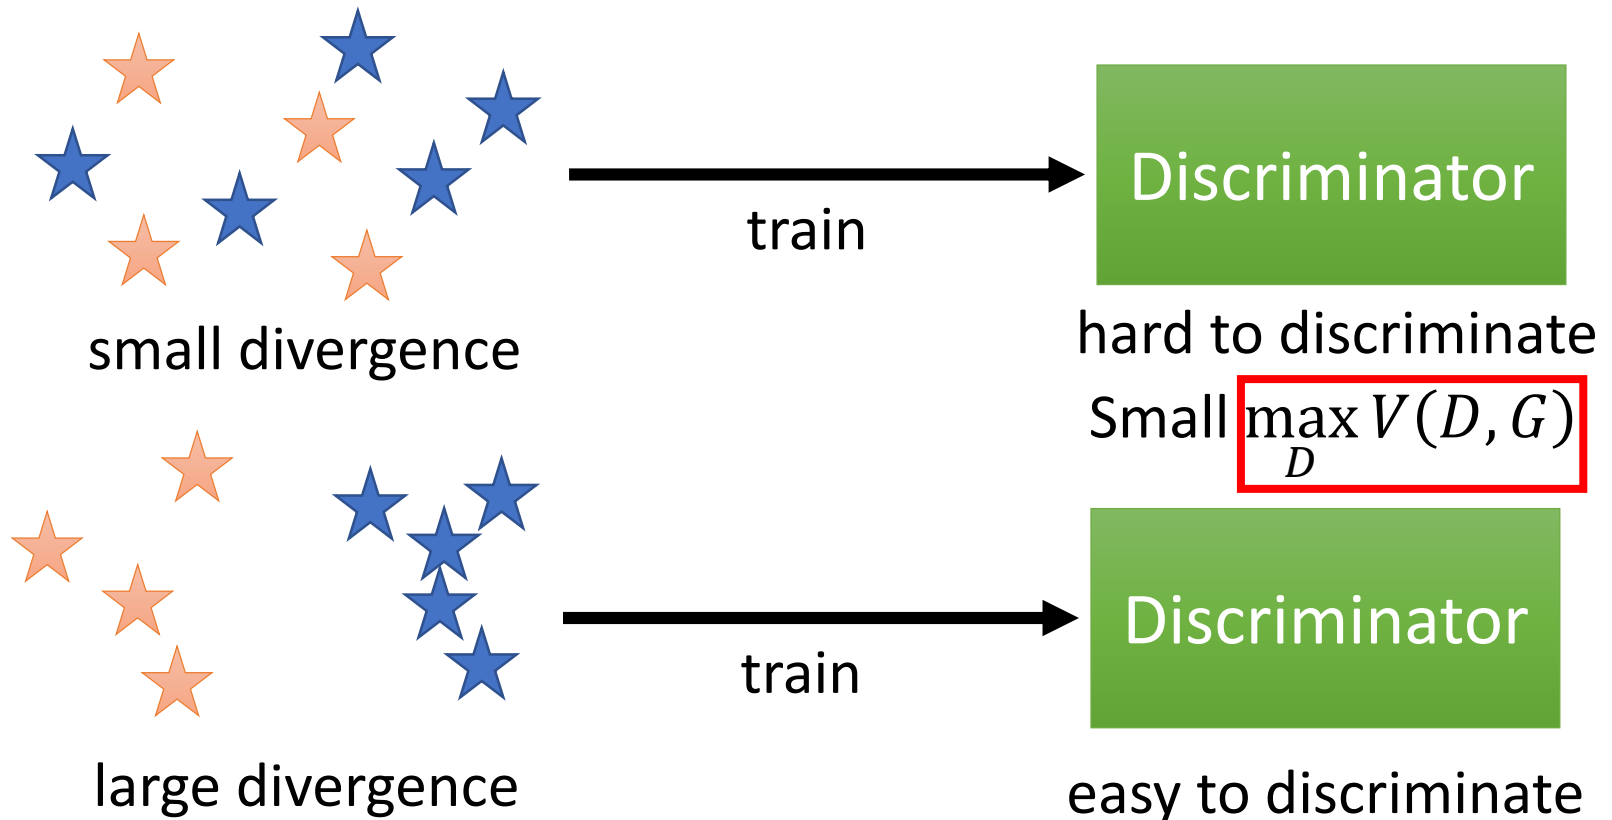 Discriminator
train
hard to discriminate
small divergence
Small max V(D, G)
D
Discriminator
train
large divergence
easy to discriminate